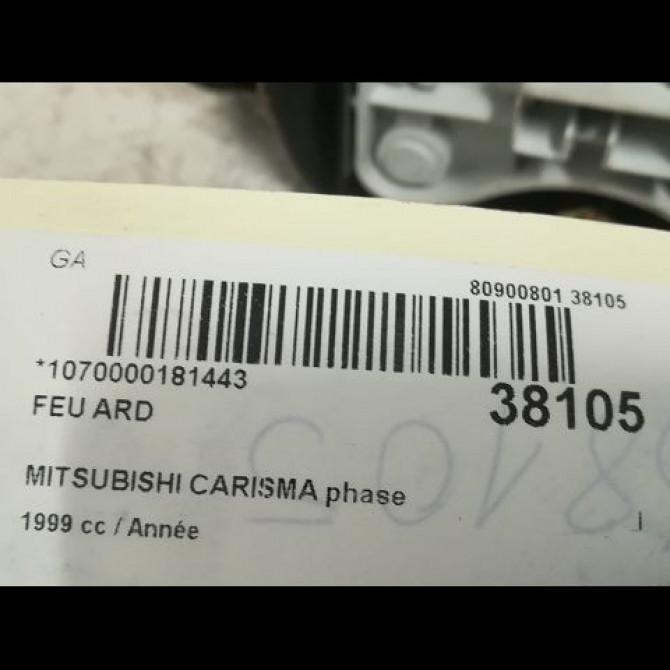 GA
80900801 38105
*1070000181443
38105
FEU ARD
MITSUBISHI CARISMA phase
1999 cc / Année